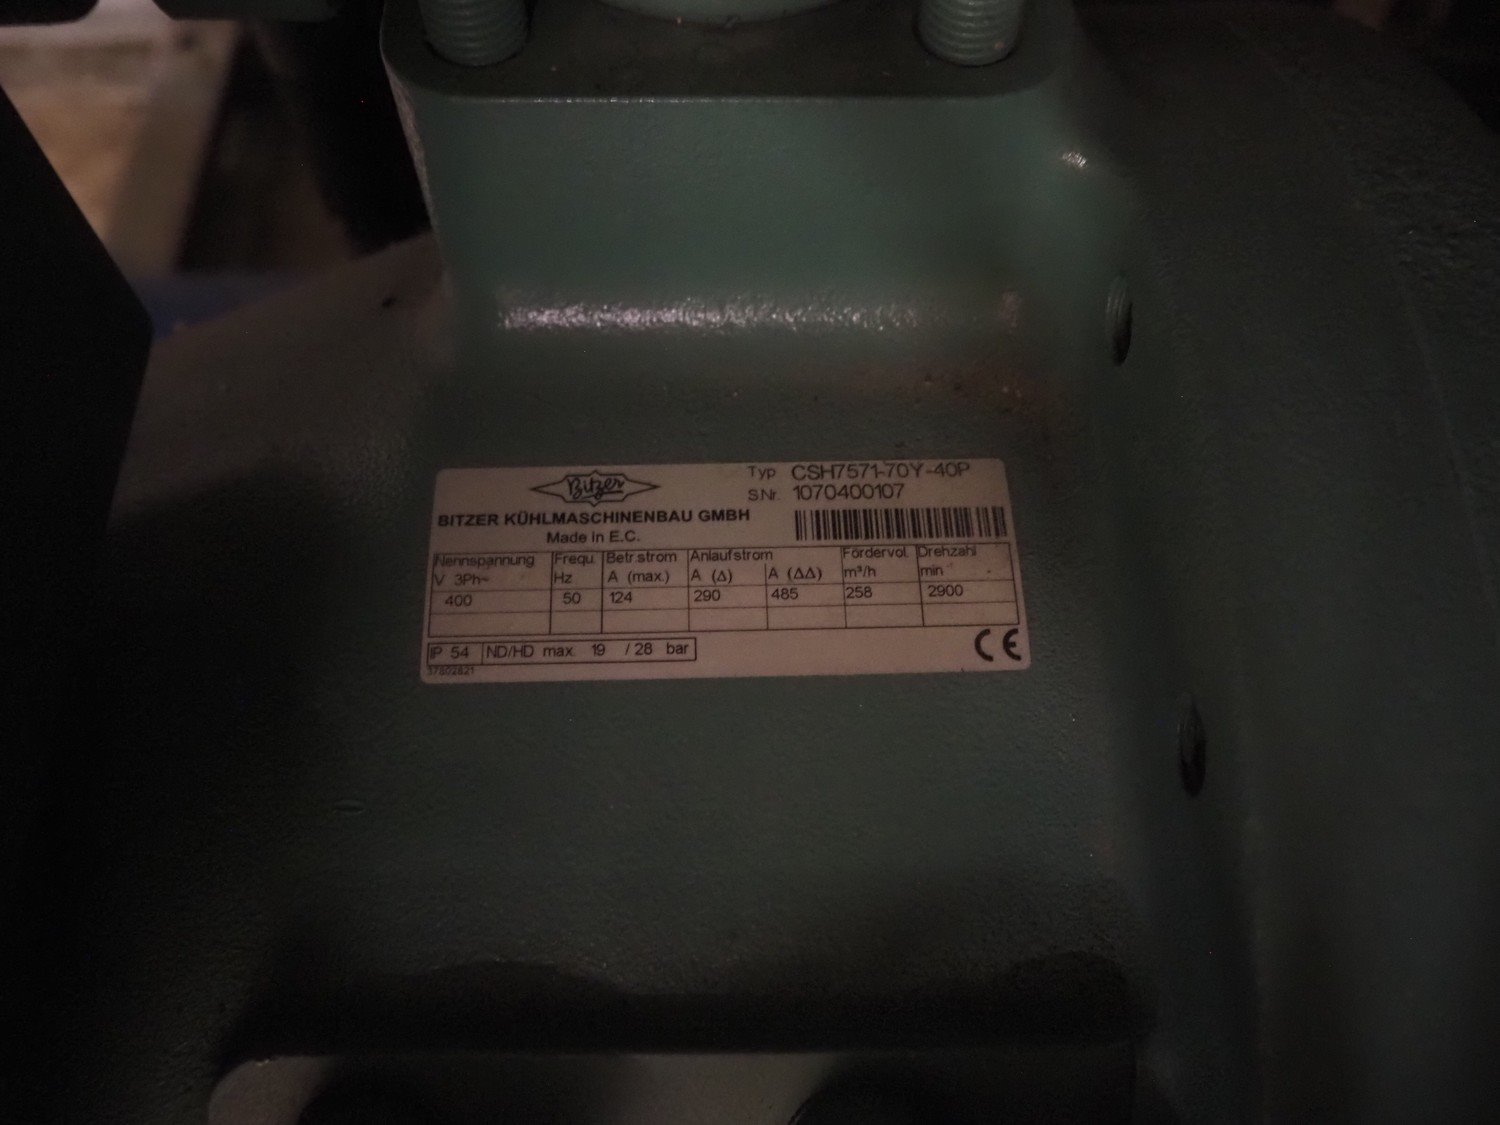 Bitzer
BITZER KÜHLMASCHINENBAU GMBH
Made in E.C.
Typ CSH7571-70Y-40P
S.Nr. 1070400107
Nennspannung Frequ. Betr.strom Anlaufstrom Fördervol. Drehzahl
V 3Ph~ Hz A (max.) A (Δ) A (ΔΔ) m³/h min
400 50 124 290 485 258 2900
IP 54 ND/HD max. 19 / 28 bar
CE
37802821